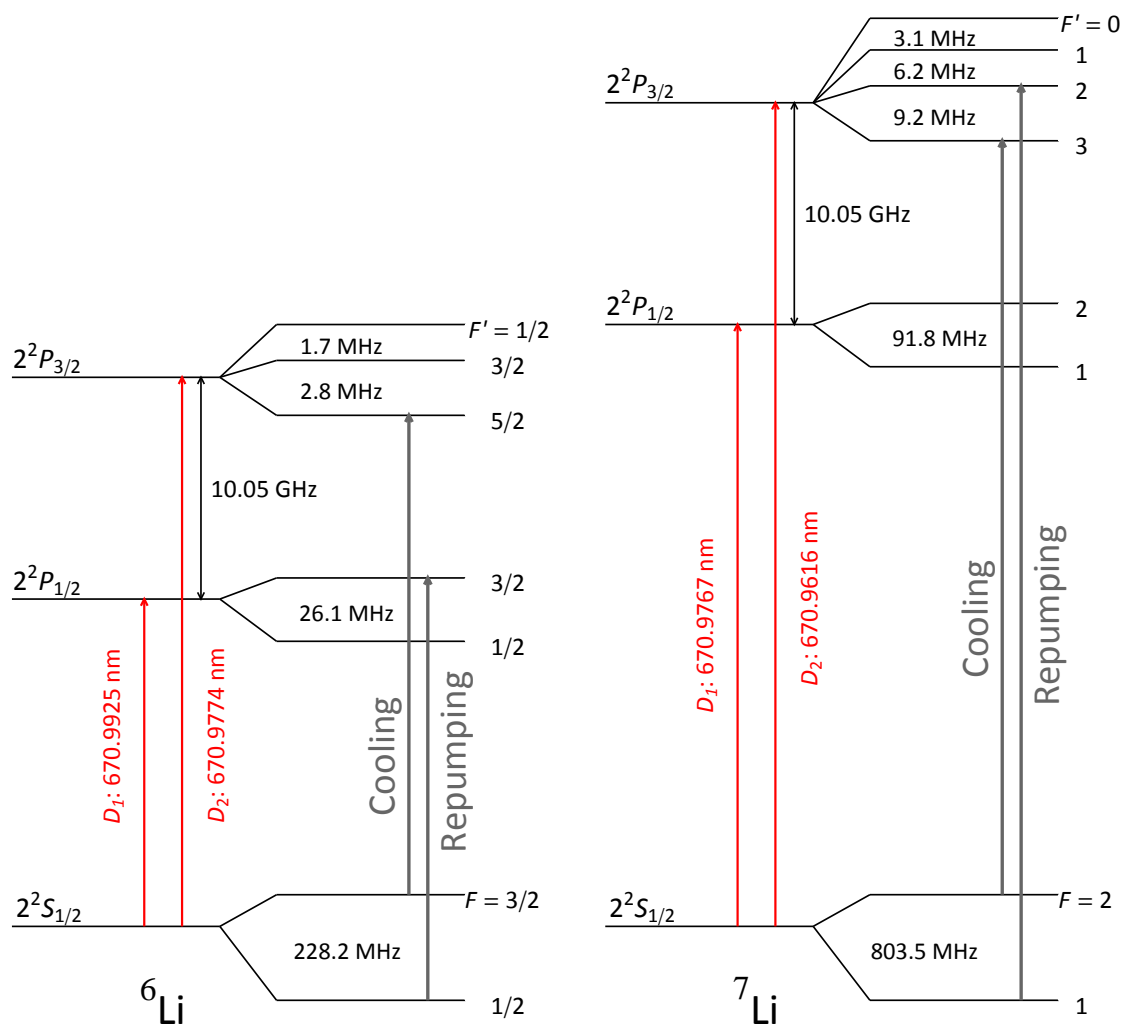 2²P₃/₂
F' = 1/2
1.7 MHz
3/2
2.8 MHz
5/2
10.05 GHz
2²P₁/₂
3/2
26.1 MHz
1/2
D₁: 670.9925 nm
D₂: 670.9774 nm
Cooling
Repumping
2²S₁/₂
F = 3/2
228.2 MHz
1/2
⁶Li
F' = 0
3.1 MHz
1
6.2 MHz
2²P₃/₂
2
9.2 MHz
3
10.05 GHz
2²P₁/₂
2
91.8 MHz
1
D₁: 670.9767 nm
D₂: 670.9616 nm
Cooling
Repumping
2²S₁/₂
F = 2
803.5 MHz
1
⁷Li